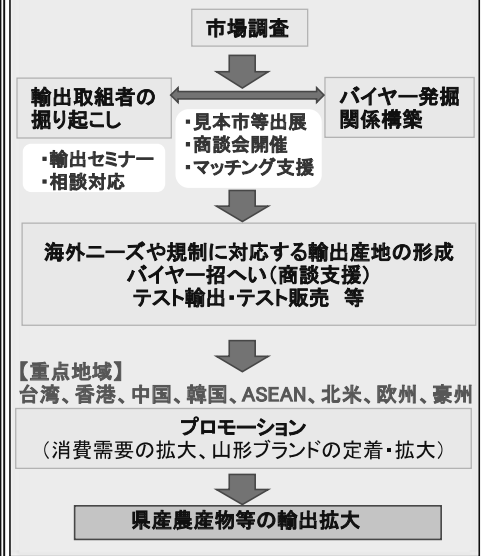 市場調査
輸出取組者の
掘り起こし
バイヤー発掘
関係構築
・見本市等出展
・商談会開催
・マッチング支援
・輸出セミナー
・相談対応
海外ニーズや規制に対応する輸出産地の形成
バイヤー招へい（商談支援）
テスト輸出・テスト販売　等
【重点地域】
台湾、香港、中国、韓国、ASEAN、北米、欧州、豪州
プロモーション
（消費需要の拡大、山形ブランドの定着・拡大）
県産農産物等の輸出拡大